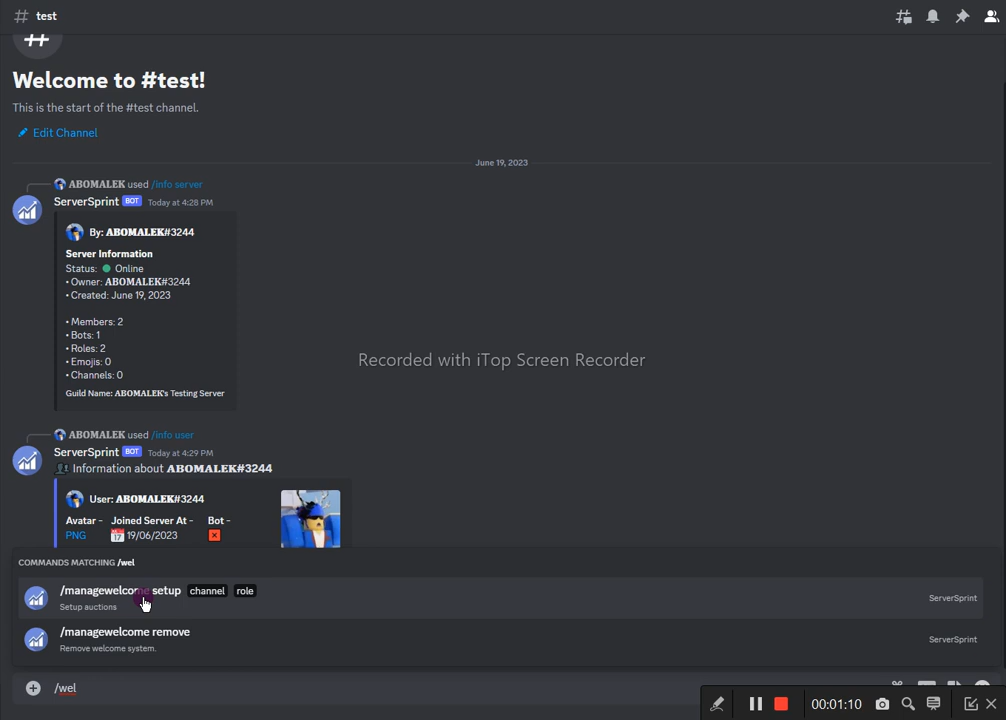 # test
Welcome to #test!
This is the start of the #test channel.
Edit Channel
June 19, 2023
ABOMALEK used /info server
ServerSprint BOT Today at 4:28 PM
By: ABOMALEK#3244
Server Information
Status: Online
• Owner: ABOMALEK#3244
• Created: June 19, 2023
• Members: 2
• Bots: 1
• Roles: 2
• Emojis: 0
• Channels: 0
Guild Name: ABOMALEK's Testing Server
Recorded with iTop Screen Recorder
ABOMALEK used /info user
ServerSprint BOT Today at 4:29 PM
Information about ABOMALEK#3244
User: ABOMALEK#3244
Avatar - Joined Server At - Bot -
PNG 19/06/2023
COMMANDS MATCHING /wel
/managewelcome setup channel role
Setup auctions
ServerSprint
/managewelcome remove
Remove welcome system.
ServerSprint
/wel
00:01:10